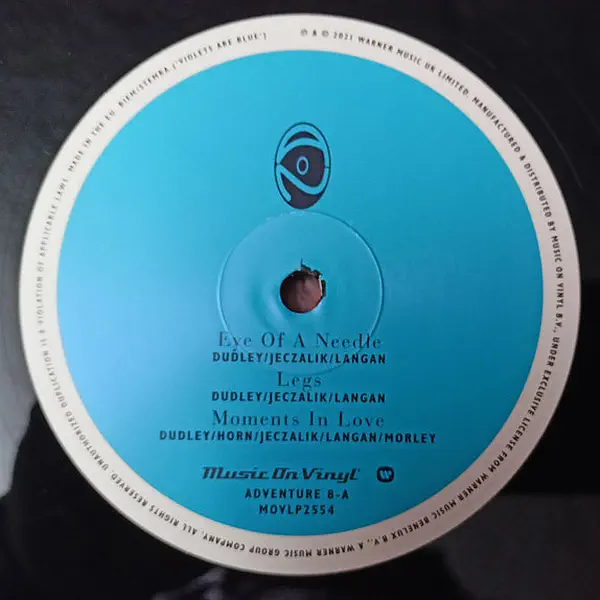 ℗ & © 2021 WARNER MUSIC UK LIMITED. MANUFACTURED & DISTRIBUTED BY MUSIC ON VINYL B.V., UNDER EXCLUSIVE LICENSE FROM WARNER MUSIC BENELUX B.V., A WARNER MUSIC GROUP COMPANY. ALL RIGHTS RESERVED. UNAUTHORIZED DUPLICATION IS A VIOLATION OF APPLICABLE LAWS. MADE IN THE EU. BIEM/STEMRA ('VIOLETS ARE BLUE')
Eye Of A Needle
DUDLEY/JECZALIK/LANGAN
Legs
DUDLEY/JECZALIK/LANGAN
Moments In Love
DUDLEY/HORN/JECZALIK/LANGAN/MORLEY
Music On Vinyl
ADVENTURE 8-A
MOVLP2554